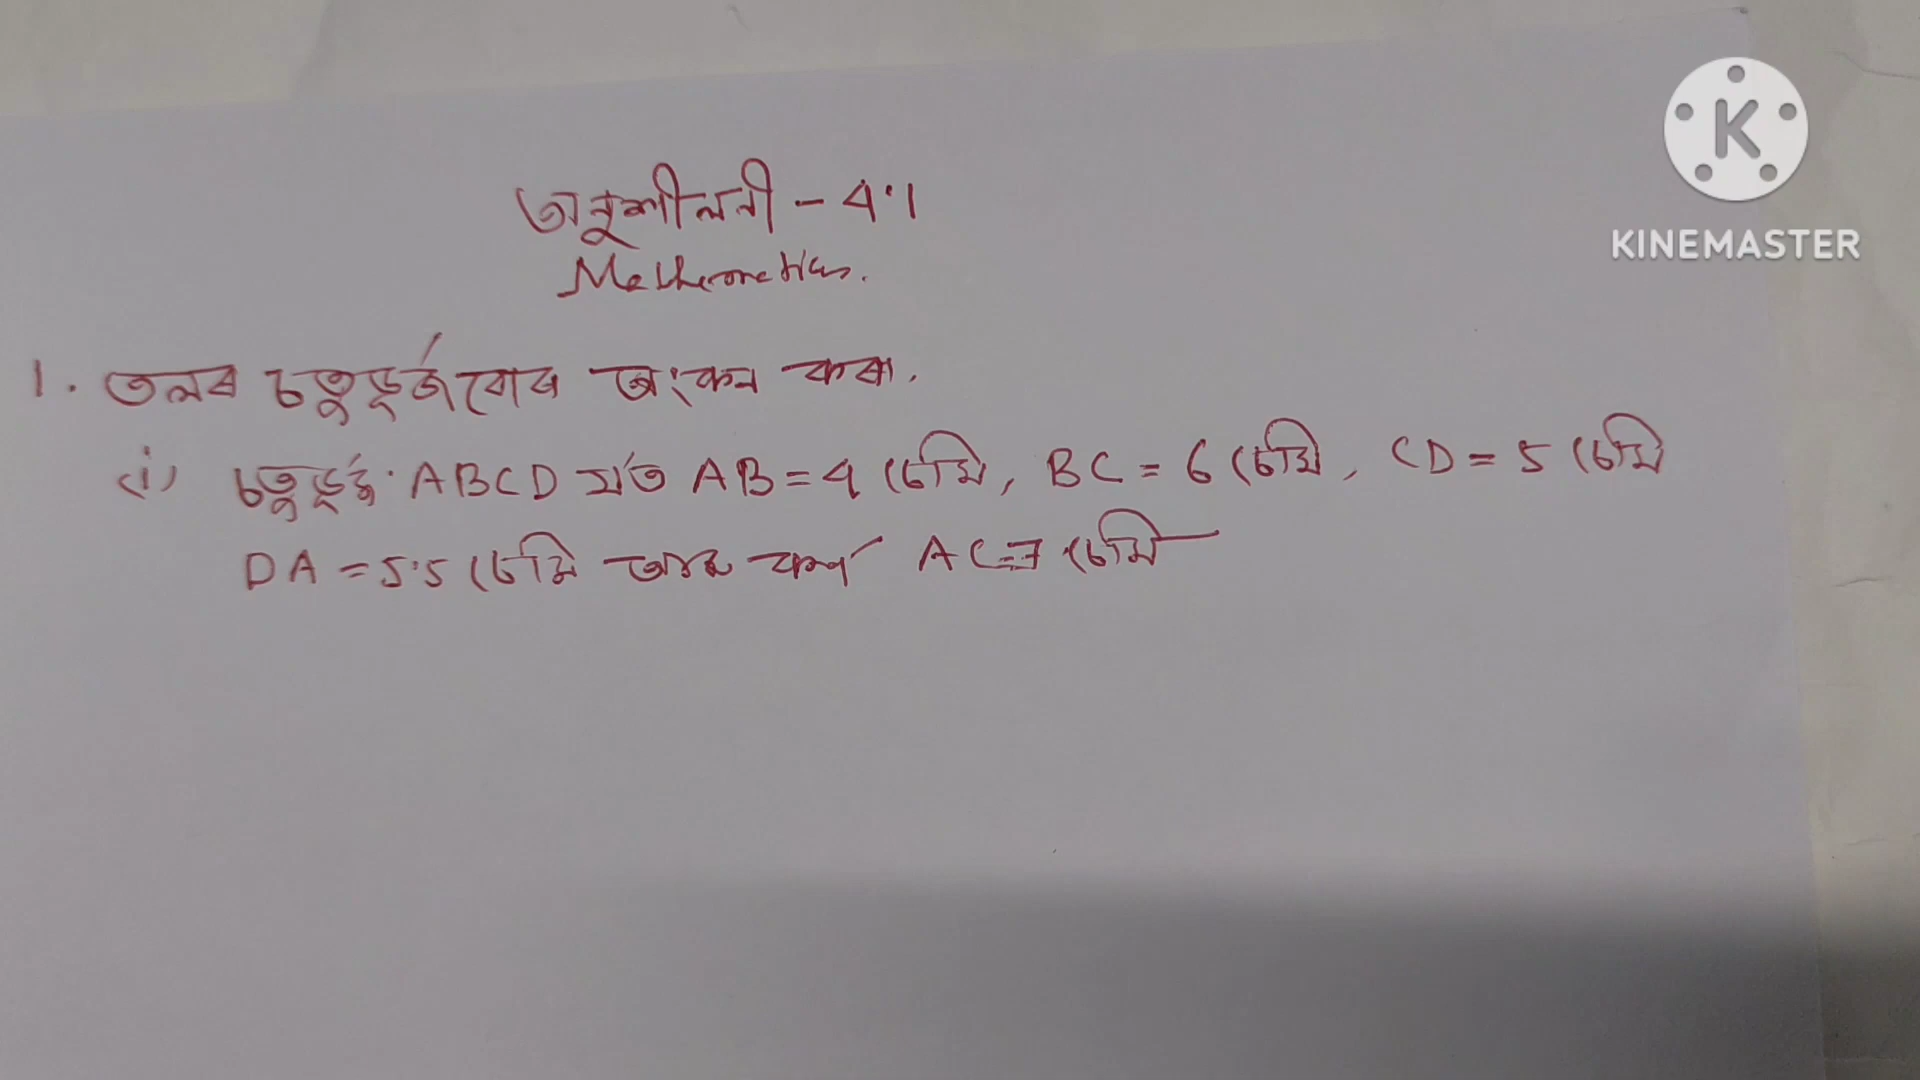 অনুশীলনী - 4.1
Mathematics.
1. তলৰ চতুৰ্ভুজবোৰ অংকন কৰা.
(i) চতুৰ্ভুজ ABCD য'ত AB = 4 চেমি, BC = 6 চেমি, CD = 5 চেমি
DA = 5.5 চেমি আৰু কৰ্ণ AC = 7 চেমি
K
KINEMASTER